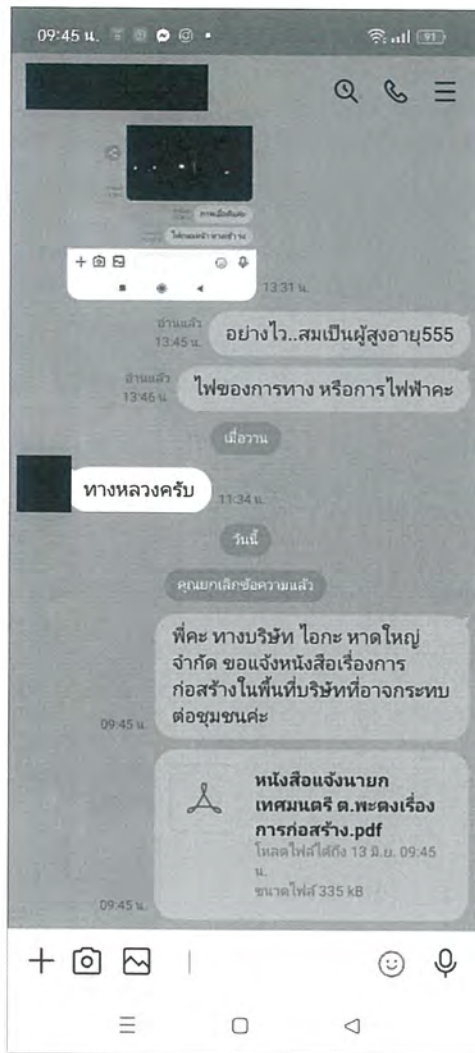 09:45 น.
91
ภาพเมื่อคืนค่ะ
13:31 น.
อ่านแล้ว
13:45 น.
อย่างไว..สมเป็นผู้สูงอายุ555
อ่านแล้ว
13:46 น.
ไฟของการทาง หรือการไฟฟ้าคะ
เมื่อวาน
ทางหลวงครับ
11:34 น.
วันนี้
คุณยกเลิกข้อความแล้ว
พี่คะ ทางบริษัท ไอกะ หาดใหญ่
จำกัด ขอแจ้งหนังสือเรื่องการ
ก่อสร้างในพื้นที่บริษัทที่อาจกระทบ
ต่อชุมชนค่ะ
09:45 น.
หนังสือแจ้งนายก
เทศมนตรี ต.พะตงเรื่อง
การก่อสร้าง.pdf
โหลดไฟล์ได้ถึง 13 มิ.ย. 09:45
น.
ขนาดไฟล์ 335 kB
09:45 น.